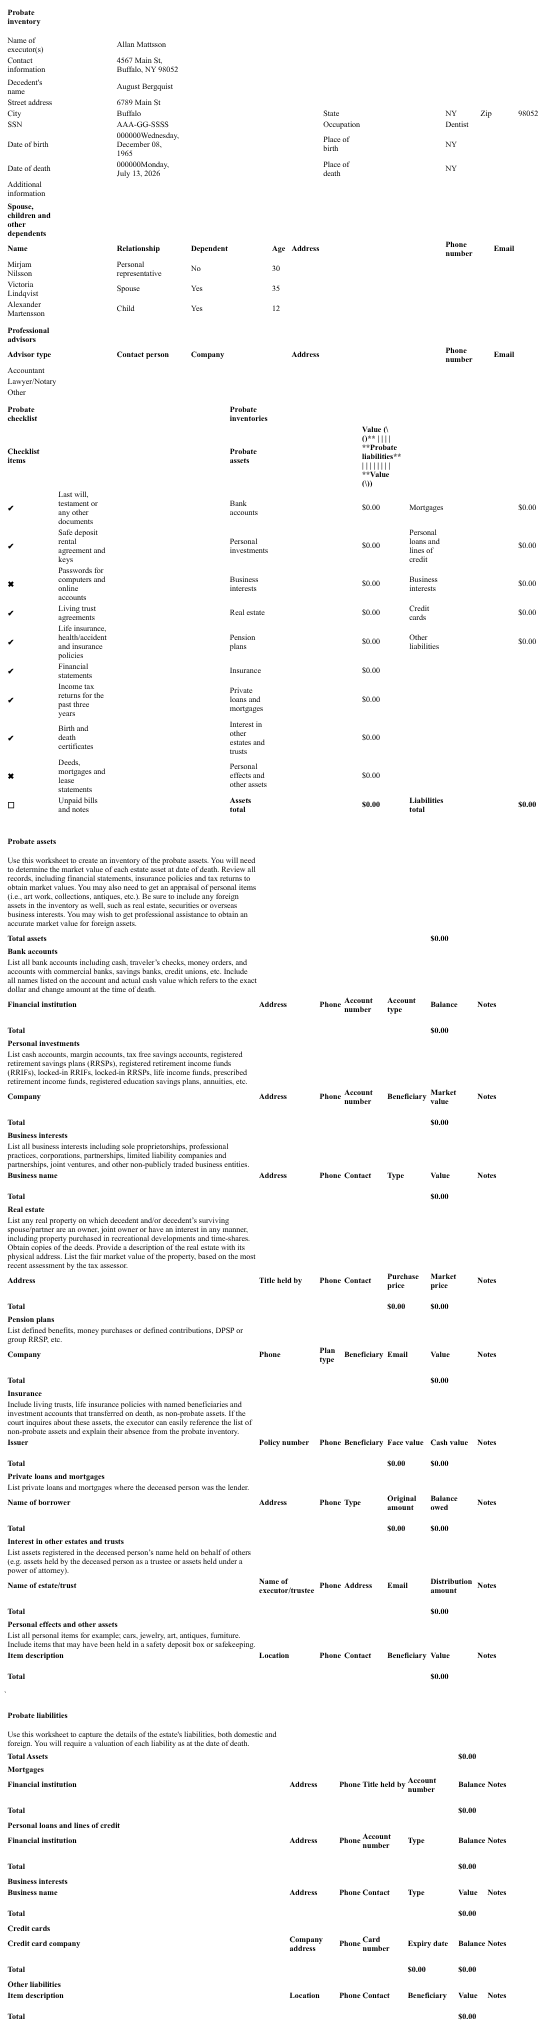 Probate
inventory
Name of
executor(s)
Allan Mattsson
Contact
information
4567 Main St,
Buffalo, NY 98052
Decedent's
name
August Bergquist
Street address 6789 Main St
City Buffalo State NY Zip 98052
SSN AAA-GG-SSSS Occupation Dentist
Date of birth
000000Wednesday,
December 08,
1965
Place of
birth
NY
Date of death
000000Monday,
July 13, 2026
Place of
death
NY
Additional
information
Spouse,
children and
other
dependents
Name Relationship Dependent Age Address Phone
number Email
Mirjam
Nilsson
Personal
representative
No 30
Victoria
Lindqvist
Spouse Yes 35
Alexander
Martensson
Child Yes 12
Professional
advisors
Advisor type Contact person Company Address Phone
number Email
Accountant
Lawyer/Notary
Other
Probate
checklist
Probate
inventories
Checklist
items
Probate
assets
Value (\
()** | | | |
**Probate
liabilities**
| | | | | | | |
**Value
(\))
✔ Last will,
testament or
any other
documents
Bank
accounts
$0.00 Mortgages $0.00
✔ Safe deposit
rental
agreement and
keys
Personal
investments
$0.00 Personal
loans and
lines of
credit
$0.00
✖ Passwords for
computers and
online
accounts
Business
interests
$0.00 Business
interests
$0.00
✔ Living trust
agreements
Real estate $0.00 Credit
cards
$0.00
✔ Life insurance,
health/accident
and insurance
policies
Pension
plans
$0.00 Other
liabilities
$0.00
✔ Financial
statements
Insurance $0.00
✔ Income tax
returns for the
past three
years
Private
loans and
mortgages
$0.00
✔ Birth and
death
certificates
Interest in
other
estates and
trusts
$0.00
✖ Deeds,
mortgages and
lease
statements
Personal
effects and
other assets
$0.00
☐ Unpaid bills
and notes
Assets
total
$0.00 Liabilities
total
$0.00
Probate assets
Use this worksheet to create an inventory of the probate assets. You will need
to determine the market value of each estate asset at date of death. Review all
records, including financial statements, insurance policies and tax returns to
obtain market values. You may also need to get an appraisal of personal items
(i.e., art work, collections, antiques, etc.). Be sure to include any foreign
assets in the inventory as well, such as real estate, securities or overseas
business interests. You may wish to get professional assistance to obtain an
accurate market value for foreign assets.
Total assets $0.00
Bank accounts
List all bank accounts including cash, traveler's checks, money orders, and
accounts with commercial banks, savings banks, credit unions, etc. Include
all names listed on the account and actual cash value which refers to the exact
dollar and change amount at the time of death.
Financial institution Address Phone Account
number Account
type Balance Notes
Total $0.00
Personal investments
List cash accounts, margin accounts, tax free savings accounts, registered
retirement savings plans (RRSPs), registered retirement income funds
(RRIFs), locked-in RRIFs, locked-in RRSPs, life income funds, prescribed
retirement income funds, registered education savings plans, annuities, etc.
Company Address Phone Account
number Beneficiary Market
value Notes
Total $0.00
Business interests
List all business interests including sole proprietorships, professional
practices, corporations, partnerships, limited liability companies and
partnerships, joint ventures, and other non-publicly traded business entities.
Business name Address Phone Contact Type Value Notes
Total $0.00
Real estate
List any real property on which decedent and/or decedent's surviving
spouse/partner are an owner, joint owner or have an interest in any manner,
including property purchased in recreational developments and time-shares.
Obtain copies of the deeds. Provide a description of the real estate with its
physical address. List the fair market value of the property, based on the most
recent assessment by the tax assessor.
Address Title held by Phone Contact Purchase
price Market
price Notes
Total $0.00 $0.00
Pension plans
List defined benefits, money purchases or defined contributions, DPSP or
group RRSP, etc.
Company Phone Plan
type Beneficiary Email Value Notes
Total $0.00
Insurance
Include living trusts, life insurance policies with named beneficiaries and
investment accounts that transferred on death, as non-probate assets. If the
court inquires about these assets, the executor can easily reference the list of
non-probate assets and explain their absence from the probate inventory.
Issuer Policy number Phone Beneficiary Face value Cash value Notes
Total $0.00 $0.00
Private loans and mortgages
List private loans and mortgages where the deceased person was the lender.
Name of borrower Address Phone Type Original
amount Balance
owed Notes
Total $0.00 $0.00
Interest in other estates and trusts
List assets registered in the deceased person's name held on behalf of others
(e.g. assets held by the deceased person as a trustee or assets held under a
power of attorney).
Name of estate/trust Name of
executor/trustee Phone Address Email Distribution
amount Notes
Total $0.00
Personal effects and other assets
List all personal items for example; cars, jewelry, art, antiques, furniture.
Include items that may have been held in a safety deposit box or safekeeping.
Item description Location Phone Contact Beneficiary Value Notes
Total $0.00
.
Probate liabilities
Use this worksheet to capture the details of the estate's liabilities, both domestic and
foreign. You will require a valuation of each liability as at the date of death.
Total Assets $0.00
Mortgages
Financial institution Address Phone Title held by Account
number Balance Notes
Total $0.00
Personal loans and lines of credit
Financial institution Address Phone Account
number Type Balance Notes
Total $0.00
Business interests
Business name Address Phone Contact Type Value Notes
Total $0.00
Credit cards
Credit card company Company
address Phone Card
number Expiry date Balance Notes
Total $0.00 $0.00
Other liabilities
Item description Location Phone Contact Beneficiary Value Notes
Total $0.00